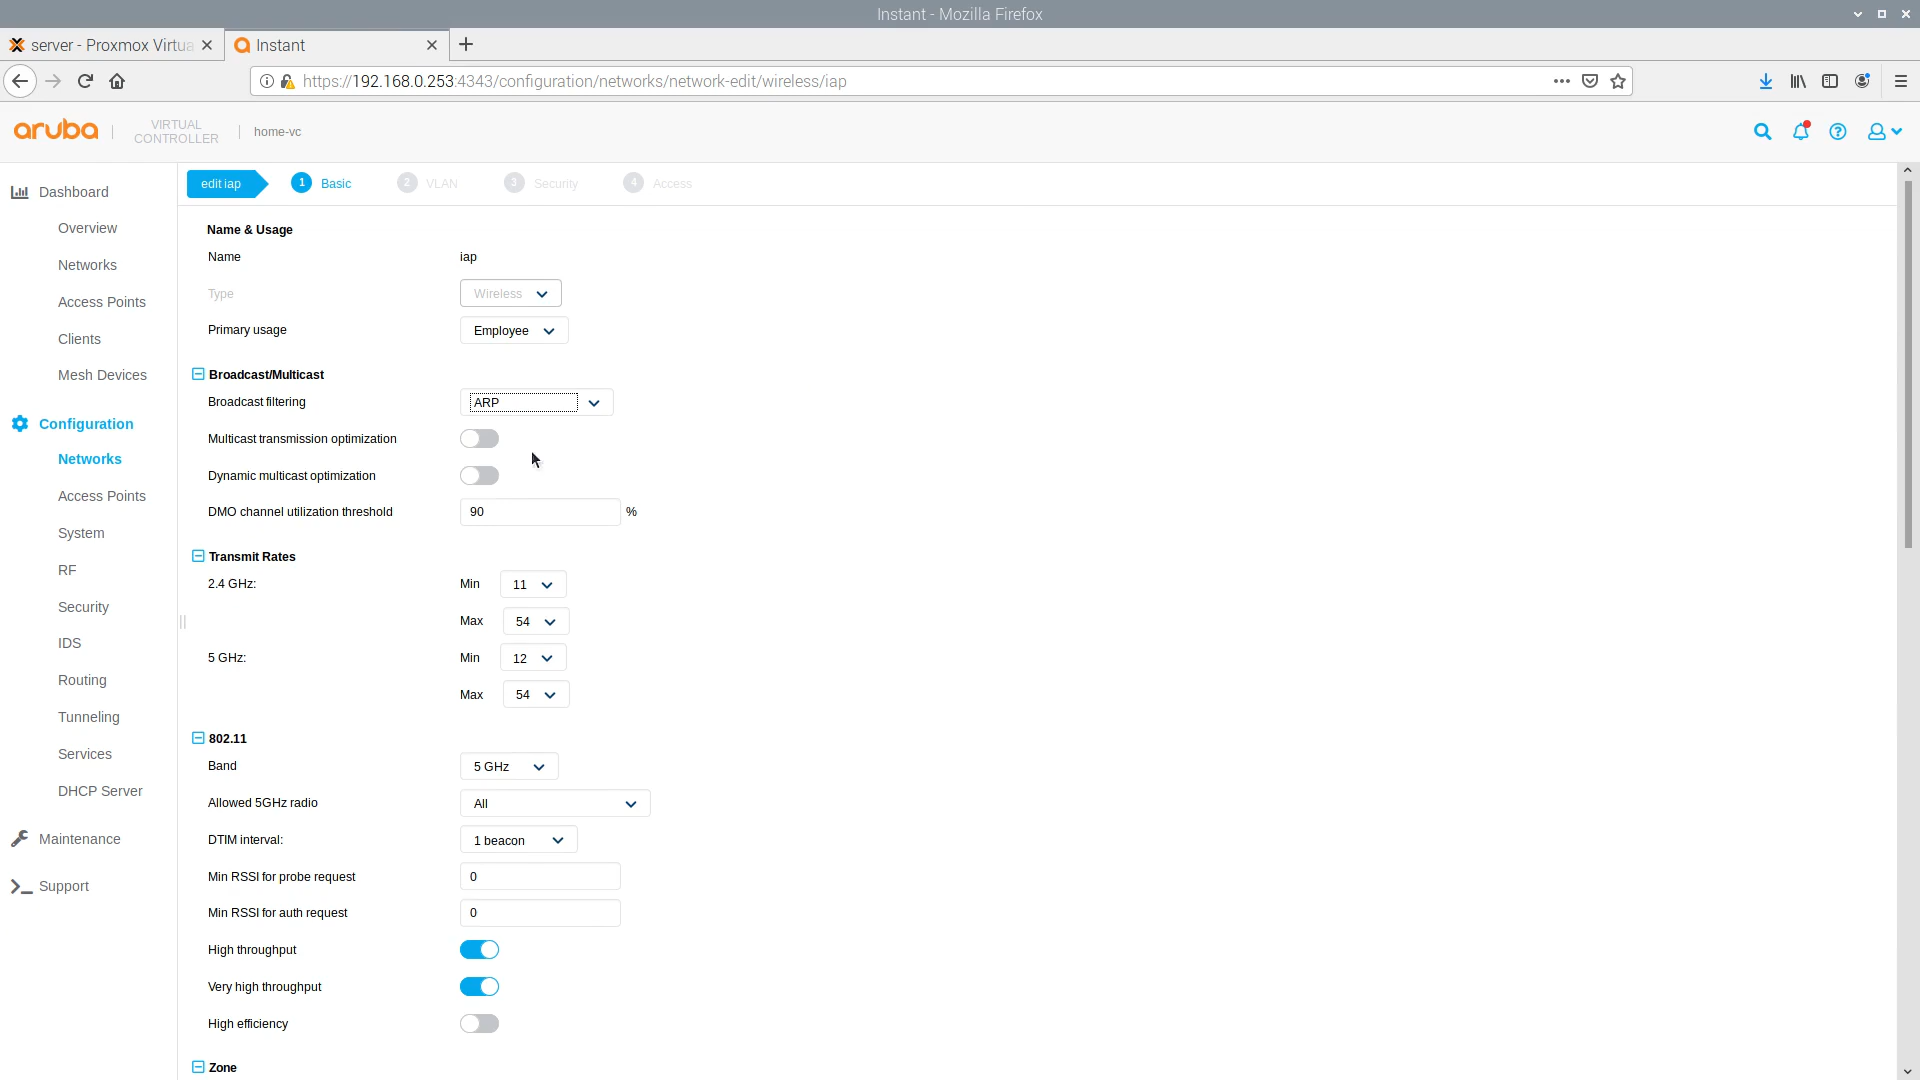 Instant - Mozilla Firefox
server - Proxmox Virtua
Instant
https://192.168.0.253:4343/configuration/networks/network-edit/wireless/iap
aruba
VIRTUAL
CONTROLLER
home-vc
edit iap 1 Basic 2 VLAN 3 Security 4 Access
Dashboard
Overview
Networks
Access Points
Clients
Mesh Devices
Configuration
Networks
Access Points
System
RF
Security
IDS
Routing
Tunneling
Services
DHCP Server
Maintenance
Support
Name & Usage
Name iap
Type Wireless
Primary usage Employee
Broadcast/Multicast
Broadcast filtering ARP
Multicast transmission optimization
Dynamic multicast optimization
DMO channel utilization threshold 90 %
Transmit Rates
2.4 GHz: Min 11
Max 54
5 GHz: Min 12
Max 54
802.11
Band 5 GHz
Allowed 5GHz radio All
DTIM interval: 1 beacon
Min RSSI for probe request 0
Min RSSI for auth request 0
High throughput
Very high throughput
High efficiency
Zone